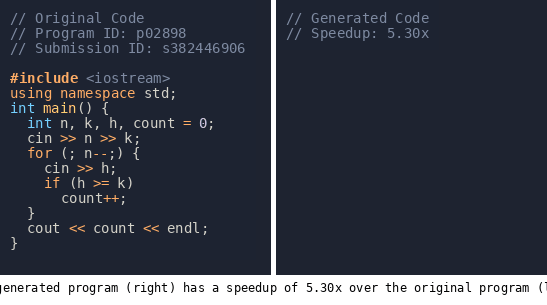 // Original Code
// Program ID: p02898
// Submission ID: s382446906
#include <iostream>
using namespace std;
int main() {
  int n, k, h, count = 0;
  cin >> n >> k;
  for (; n--;) {
    cin >> h;
    if (h >= k)
      count++;
  }
  cout << count << endl;
}
// Generated Code
// Speedup: 5.30x
generated program (right) has a speedup of 5.30x over the original program (